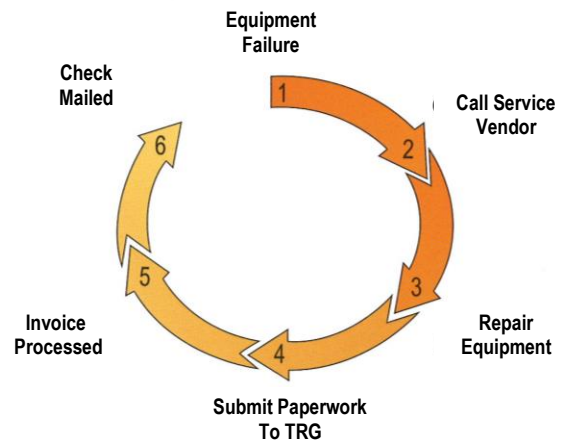 Equipment
Failure
1
Call Service
Vendor
2
Repair
Equipment
3
Submit Paperwork
To TRG
4
Invoice
Processed
5
Check
Mailed
6